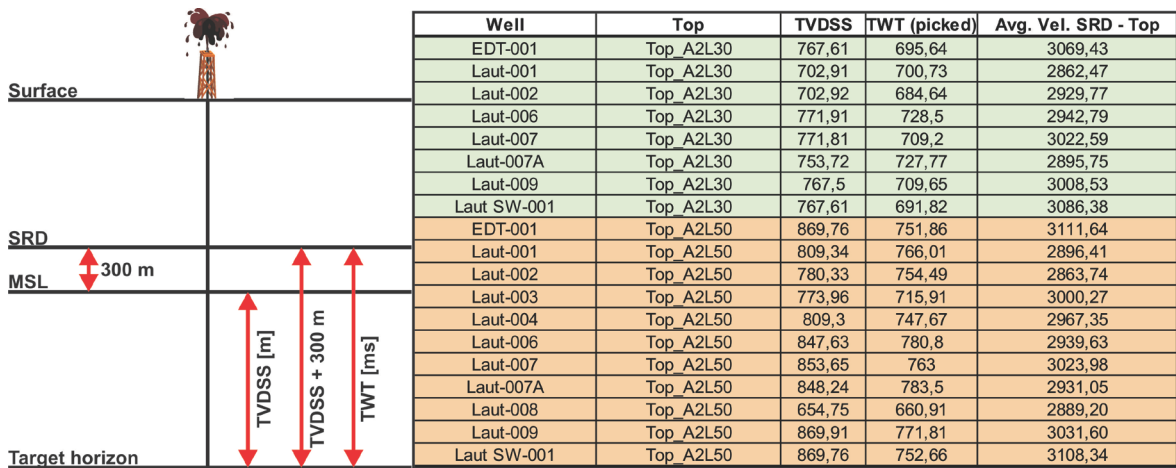 Surface
SRD
300 m
MSL
TVDSS [m]
TVDSS + 300 m
TWT [ms]
Target horizon
Well Top TVDSS TWT (picked) Avg. Vel. SRD - Top
EDT-001 Top_A2L30 767,61 695,64 3069,43
Laut-001 Top_A2L30 702,91 700,73 2862,47
Laut-002 Top_A2L30 702,92 684,64 2929,77
Laut-006 Top_A2L30 771,91 728,5 2942,79
Laut-007 Top_A2L30 771,81 709,2 3022,59
Laut-007A Top_A2L30 753,72 727,77 2895,75
Laut-009 Top_A2L30 767,5 709,65 3008,53
Laut SW-001 Top_A2L30 767,61 691,82 3086,38
EDT-001 Top_A2L50 869,76 751,86 3111,64
Laut-001 Top_A2L50 809,34 766,01 2896,41
Laut-002 Top_A2L50 780,33 754,49 2863,74
Laut-003 Top_A2L50 773,96 715,91 3000,27
Laut-004 Top_A2L50 809,3 747,67 2967,35
Laut-006 Top_A2L50 847,63 780,8 2939,63
Laut-007 Top_A2L50 853,65 763 3023,98
Laut-007A Top_A2L50 848,24 783,5 2931,05
Laut-008 Top_A2L50 654,75 660,91 2889,20
Laut-009 Top_A2L50 869,91 771,81 3031,60
Laut SW-001 Top_A2L50 869,76 752,66 3108,34